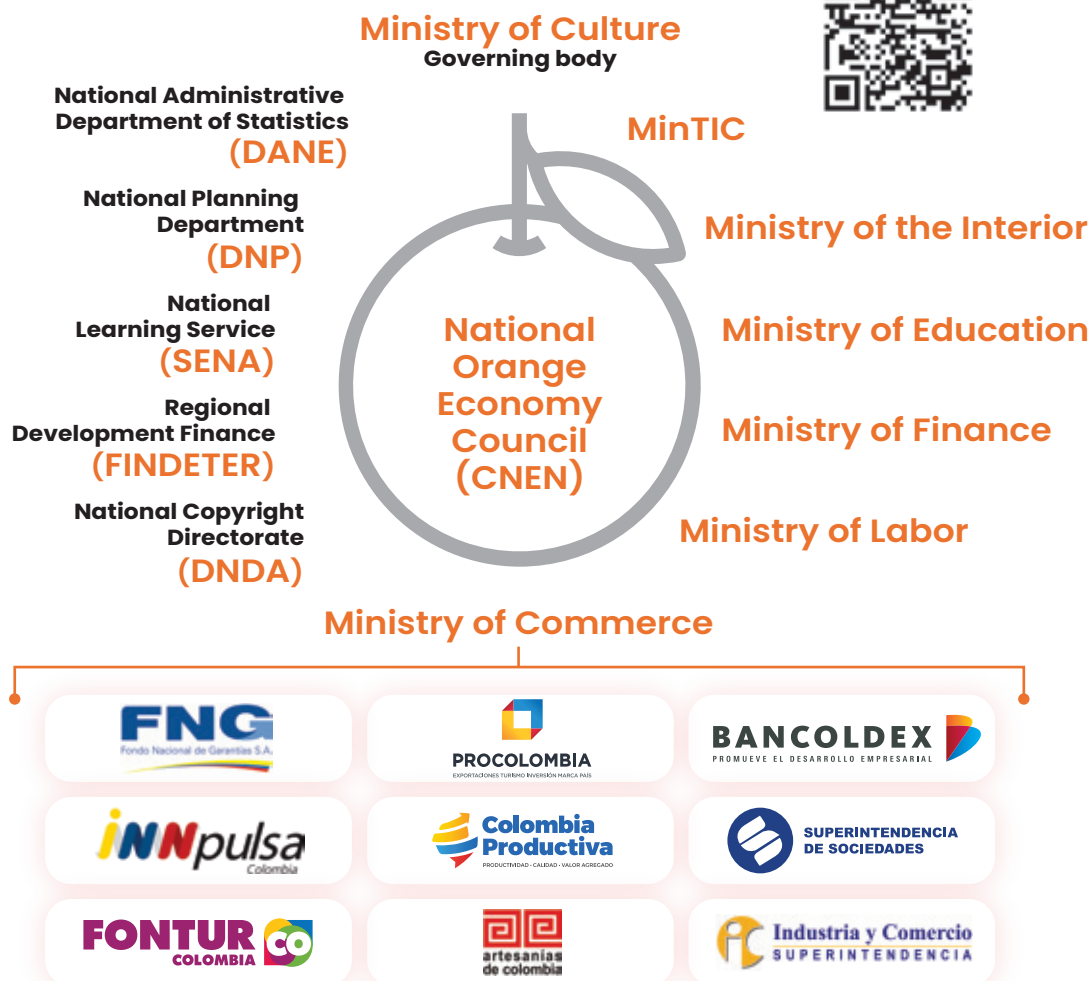 Ministry of Culture
Governing body
National Administrative
Department of Statistics
(DANE)
National Planning
Department
(DNP)
National
Learning Service
(SENA)
Regional
Development Finance
(FINDETER)
National Copyright
Directorate
(DNDA)
MinTIC
Ministry of the Interior
Ministry of Education
Ministry of Finance
Ministry of Labor
National
Orange
Economy
Council
(CNEN)
Ministry of Commerce
FNG
Fondo Nacional de Garantías S.A.
PROCOLOMBIA
EXPORTACIONES TURISMO INVERSIÓN MARCA PAÍS
BANCOLDEX
PROMUEVE EL DESARROLLO EMPRESARIAL
iNNpulsa
Colombia
Colombia
Productiva
PRODUCTIVIDAD - CALIDAD - VALOR AGREGADO
SUPERINTENDENCIA
DE SOCIEDADES
FONTUR CO
COLOMBIA
artesanías
de colombia
Industria y Comercio
SUPERINTENDENCIA